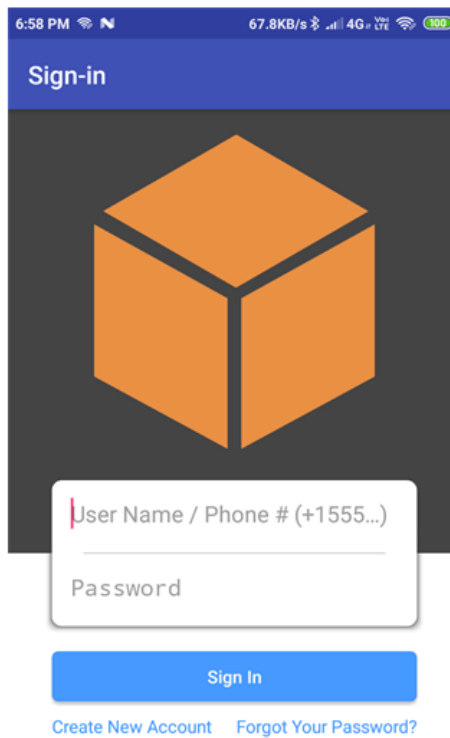 6:58 PM N 67.8KB/s 4G Vo) LTE 100
Sign-in
User Name / Phone # (+1555...)
Password
Sign In
Create New Account Forgot Your Password?